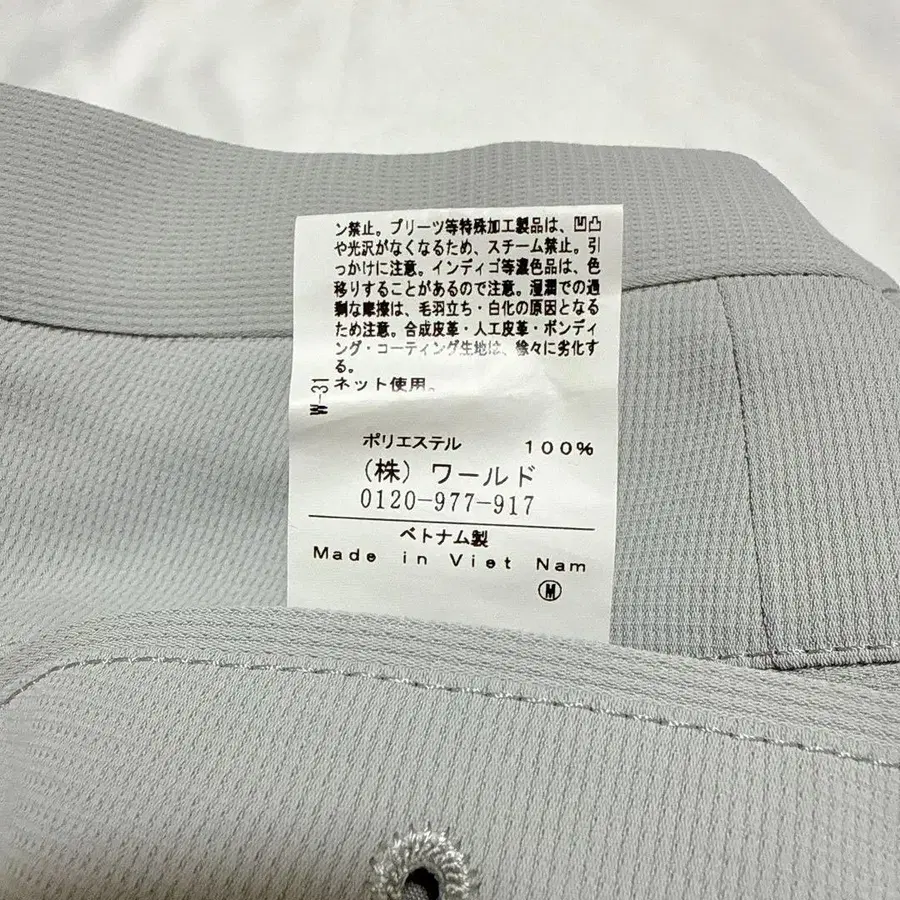 ン禁止。プリーツ等特殊加工製品は、凹凸
や光沢がなくなるため、スチーム禁止。引
っかけに注意。インディゴ等濃色品は、色
移りすることがあるので注意。湿潤での過
剰な摩擦は、毛羽立ち・白化の原因となる
ため注意。合成皮革・人工皮革・ボンディ
ング・コーティング生地は、徐々に劣化す
る。
ネット使用。
W-31
ポリエステル 100%
(株) ワールド
0120-977-917
ベトナム製
Made in Viet Nam
M